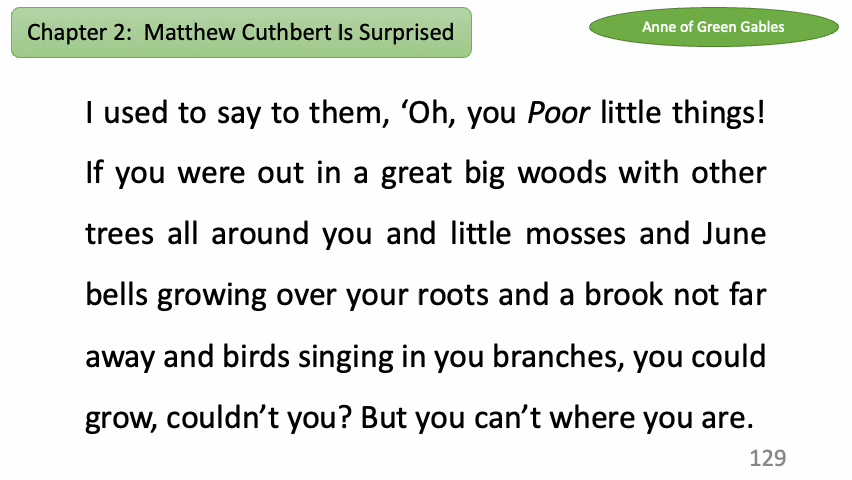 Chapter 2:  Matthew Cuthbert Is Surprised
Anne of Green Gables
I used to say to them, ‘Oh, you Poor little things!
If you were out in a great big woods with other
trees all around you and little mosses and June
bells growing over your roots and a brook not far
away and birds singing in you branches, you could
grow, couldn’t you? But you can’t where you are.
129